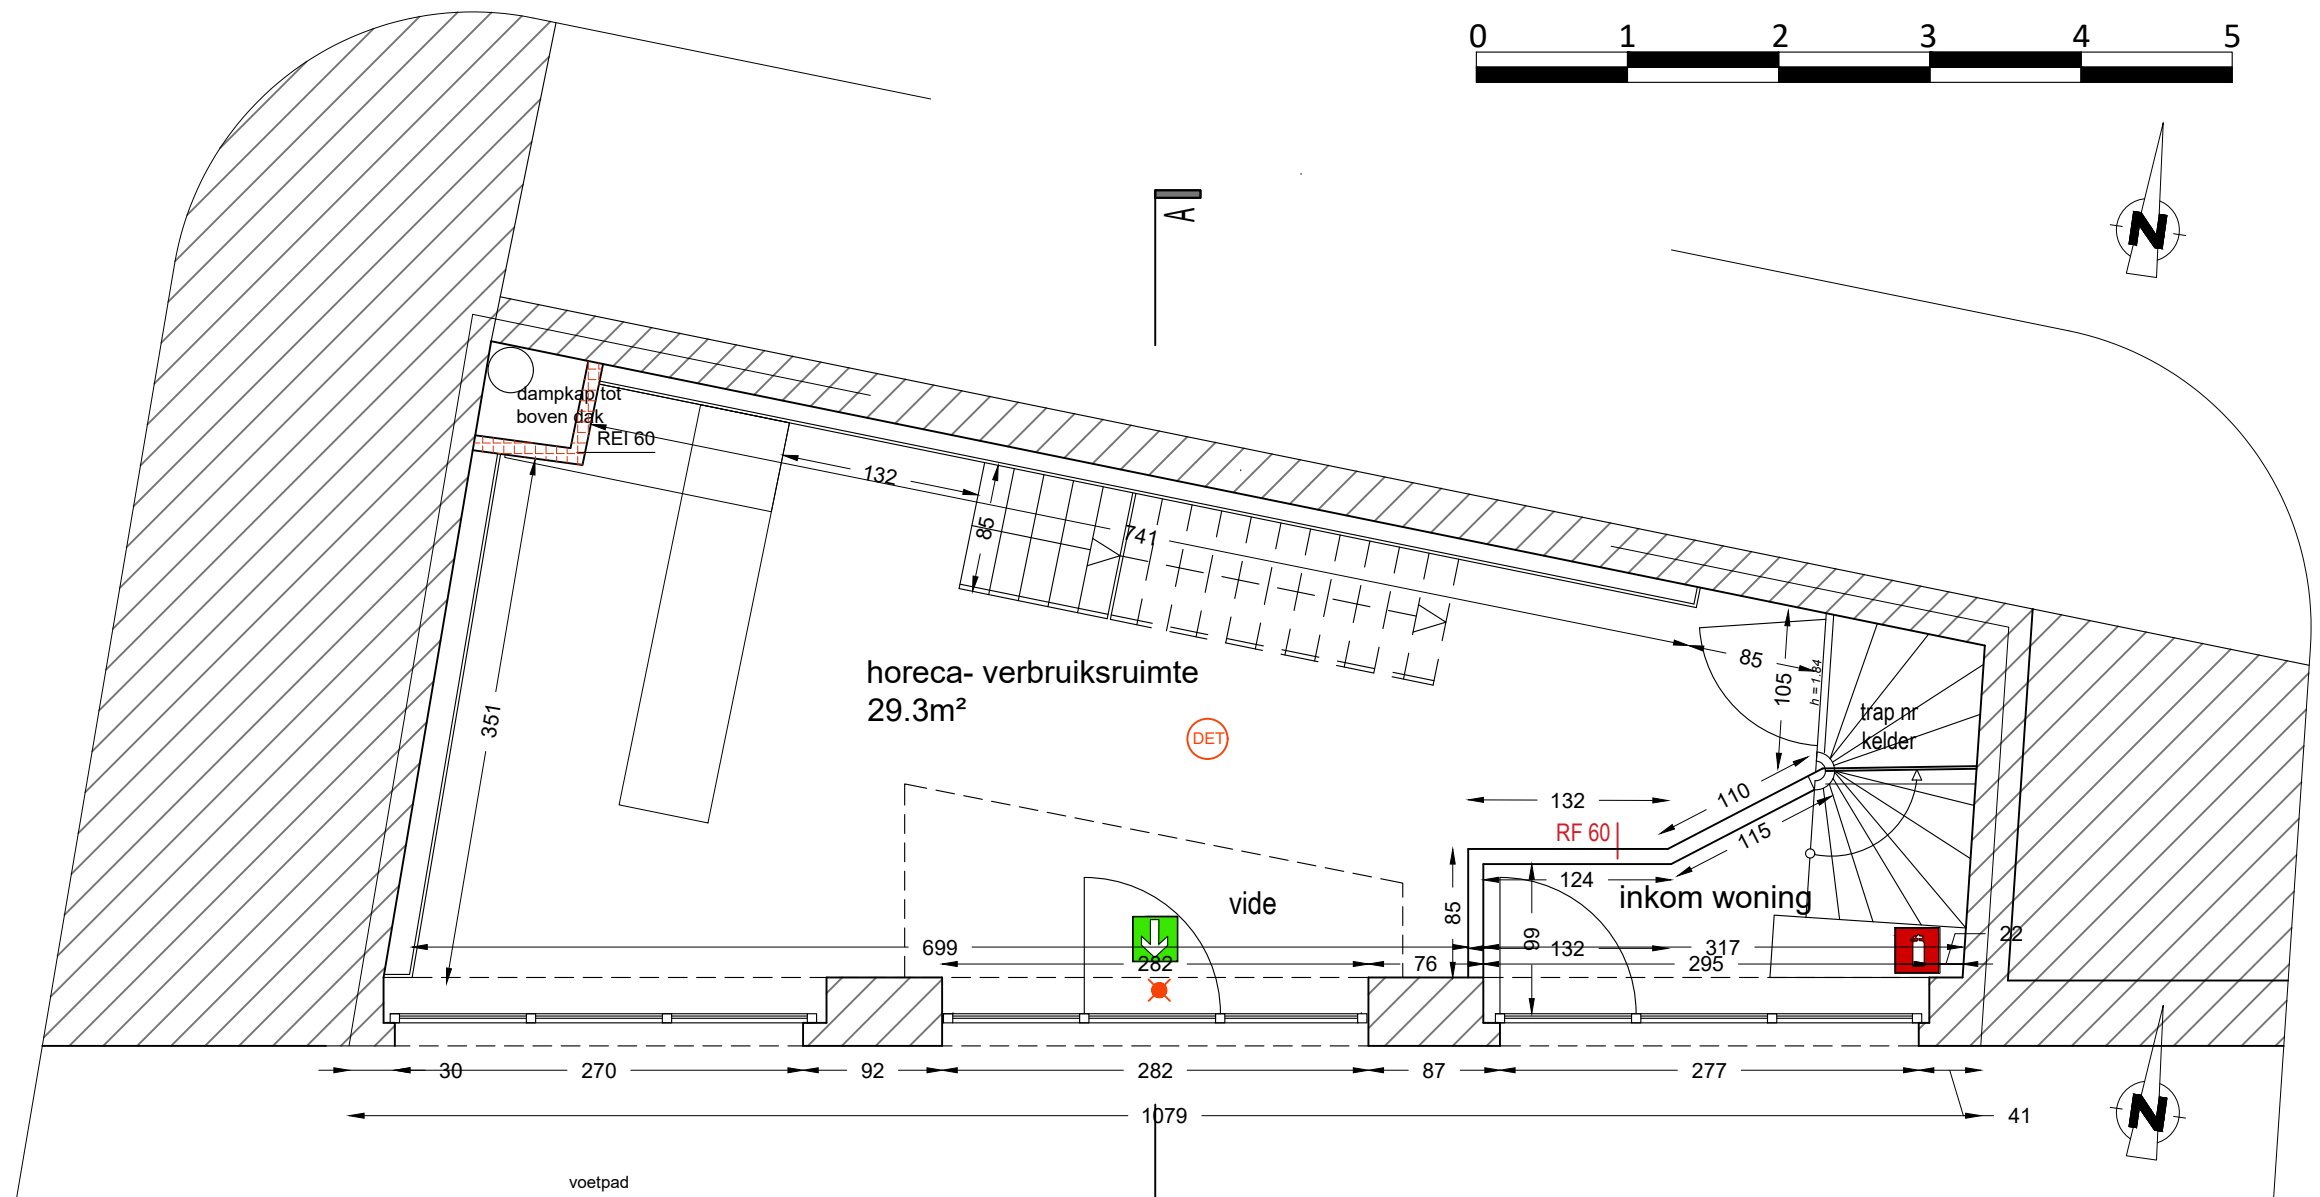 0 1 2 3 4 5
N
A
dampkap tot
boven dak
REI 60
132
85
741
horeca- verbruiksruimte
29.3m²
351
DET
85
105
h = 1.84
trap nr
kelder
110
115
132
RF 60
124
inkom woning
vide
85
99
699
132
317
22
282
76
295
30
270
92
282
87
277
1079
41
N
voetpad